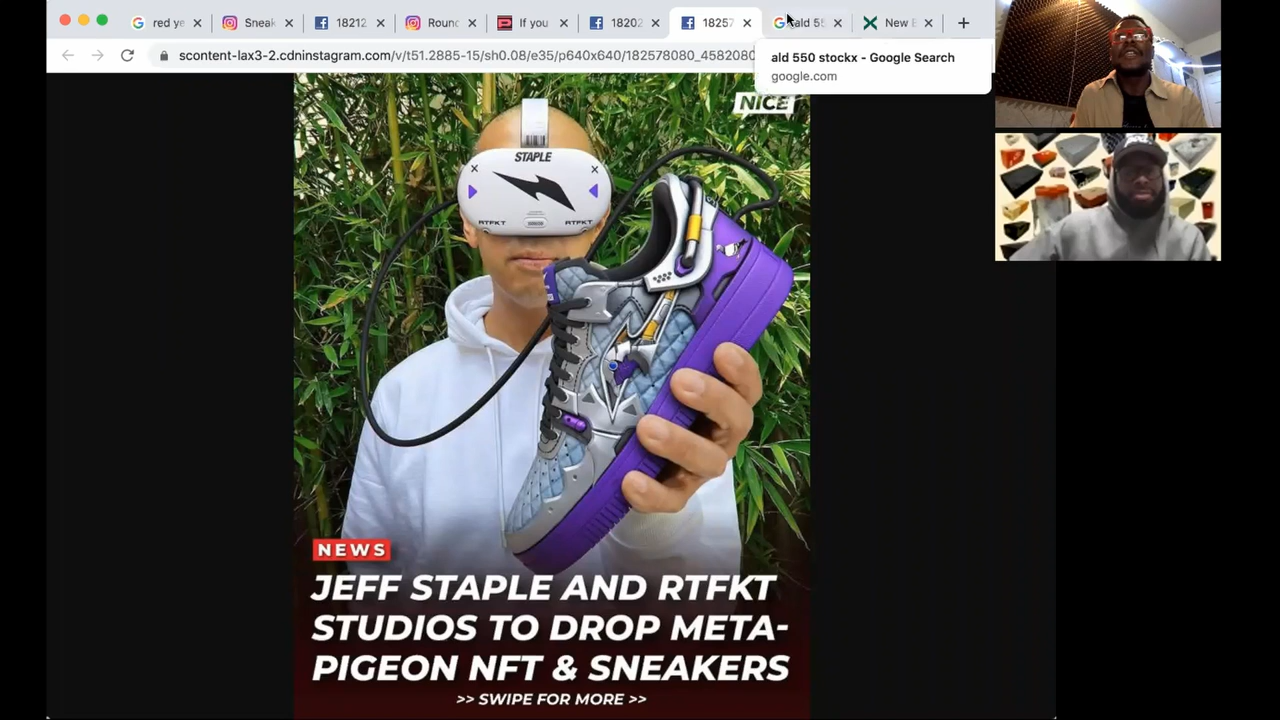 red ye
Sneak
18212
Round
If you
18202
18257
ald 55
New B
scontent-lax3-2.cdninstagram.com/v/t51.2885-15/sh0.08/e35/p640x640/182578080_4582080
ald 550 stockx - Google Search
google.com
NICE
STAPLE
RTFKT
RTFKT
NEWS
JEFF STAPLE AND RTFKT
STUDIOS TO DROP META-
PIGEON NFT & SNEAKERS
>> SWIPE FOR MORE >>